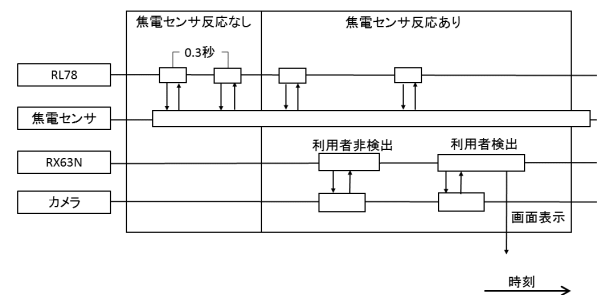 焦電センサ反応なし
焦電センサ反応あり
0.3秒
RL78
焦電センサ
利用者非検出
利用者検出
RX63N
カメラ
画面表示
時刻